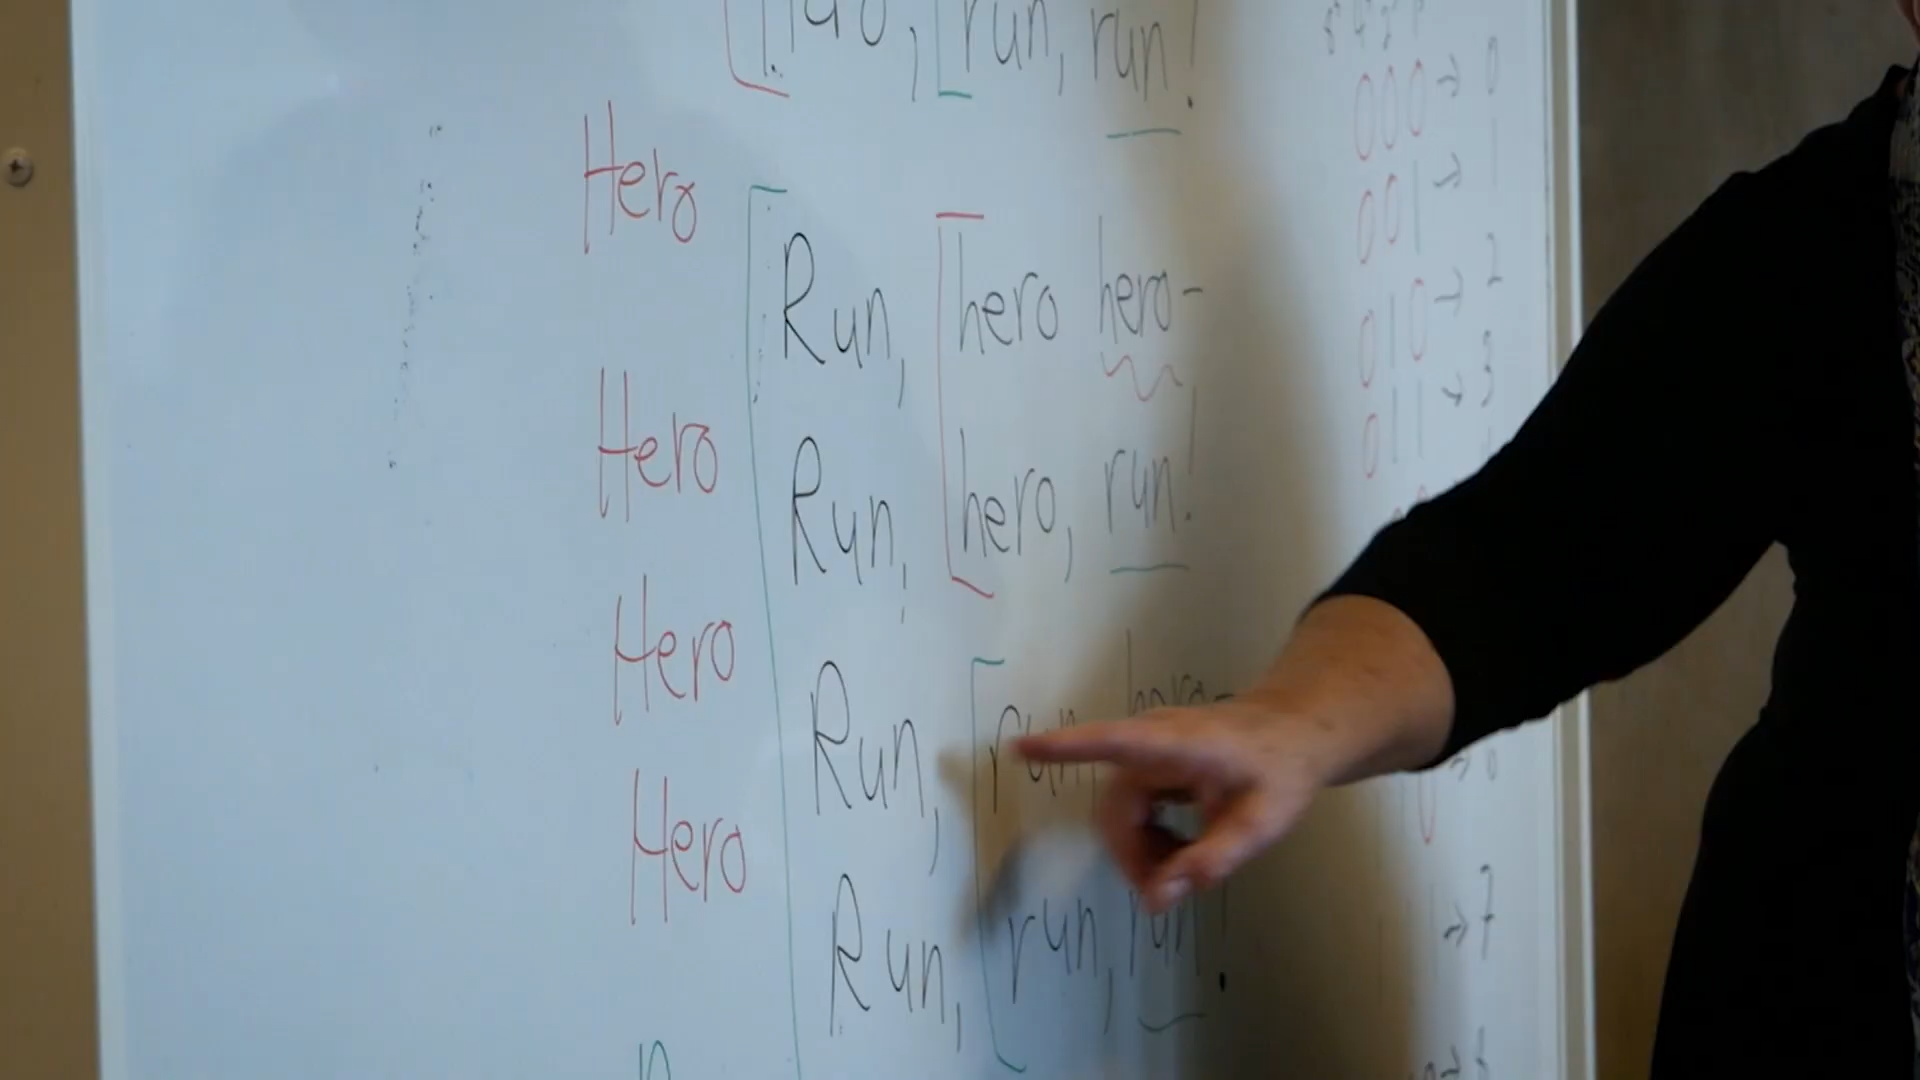 run, run!
Hero
Run, hero hero-
Hero
Run, hero, run!
Hero
Run, run, hero-
Hero
Run, run, run!
000 → 0
001 → 1
010 → 2
011 → 3
→ 7